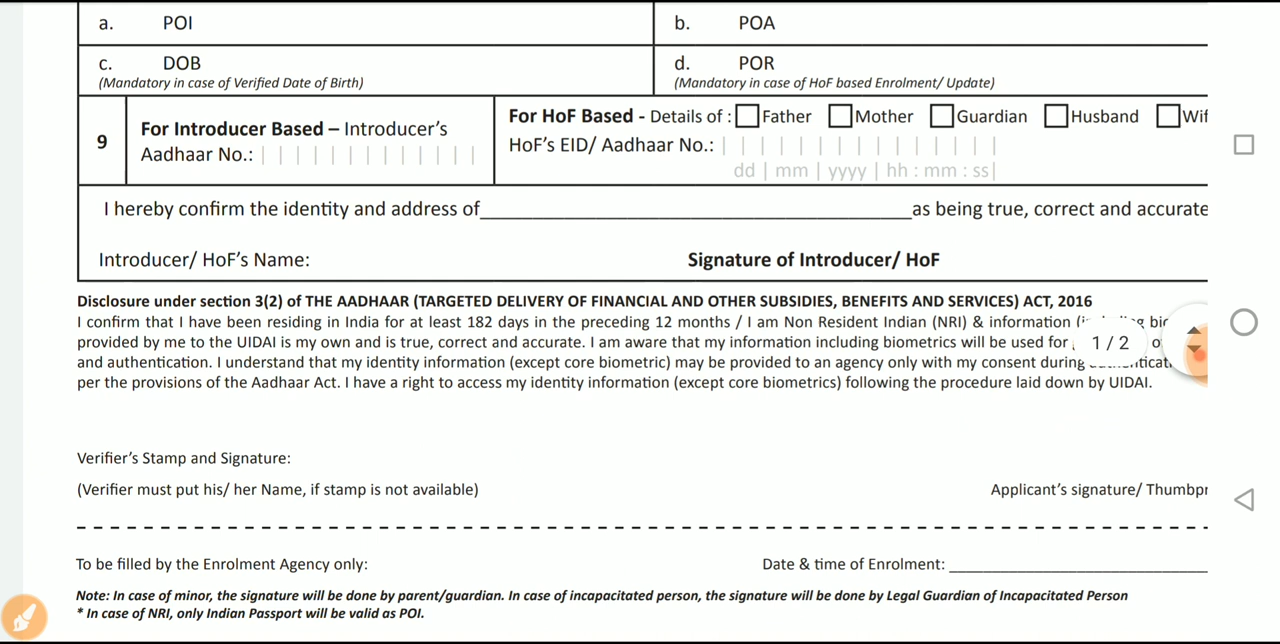 a. POI b. POA
c. DOB d. POR
(Mandatory in case of Verified Date of Birth) (Mandatory in case of HoF based Enrolment/ Update)
9 For Introducer Based – Introducer's
Aadhaar No.:
For HoF Based - Details of : Father Mother Guardian Husband Wif
HoF's EID/ Aadhaar No.:
dd | mm | yyyy | hh : mm : ss|
I hereby confirm the identity and address of as being true, correct and accurate
Introducer/ HoF's Name: Signature of Introducer/ HoF
Disclosure under section 3(2) of THE AADHAAR (TARGETED DELIVERY OF FINANCIAL AND OTHER SUBSIDIES, BENEFITS AND SERVICES) ACT, 2016
I confirm that I have been residing in India for at least 182 days in the preceding 12 months / I am Non Resident Indian (NRI) & information
provided by me to the UIDAI is my own and is true, correct and accurate. I am aware that my information including biometrics will be used for
1 / 2
and authentication. I understand that my identity information (except core biometric) may be provided to an agency only with my consent during
per the provisions of the Aadhaar Act. I have a right to access my identity information (except core biometrics) following the procedure laid down by UIDAI.
Verifier's Stamp and Signature:
(Verifier must put his/ her Name, if stamp is not available) Applicant's signature/ Thumbpr
To be filled by the Enrolment Agency only: Date & time of Enrolment:
Note: In case of minor, the signature will be done by parent/guardian. In case of incapacitated person, the signature will be done by Legal Guardian of Incapacitated Person
* In case of NRI, only Indian Passport will be valid as POI.